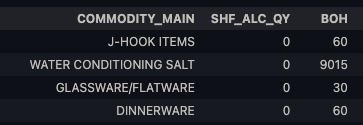 COMMODITY_MAIN SHF_ALC_QY BOH
J-HOOK ITEMS 0 60
WATER CONDITIONING SALT 0 9015
GLASSWARE/FLATWARE 0 30
DINNERWARE 0 60